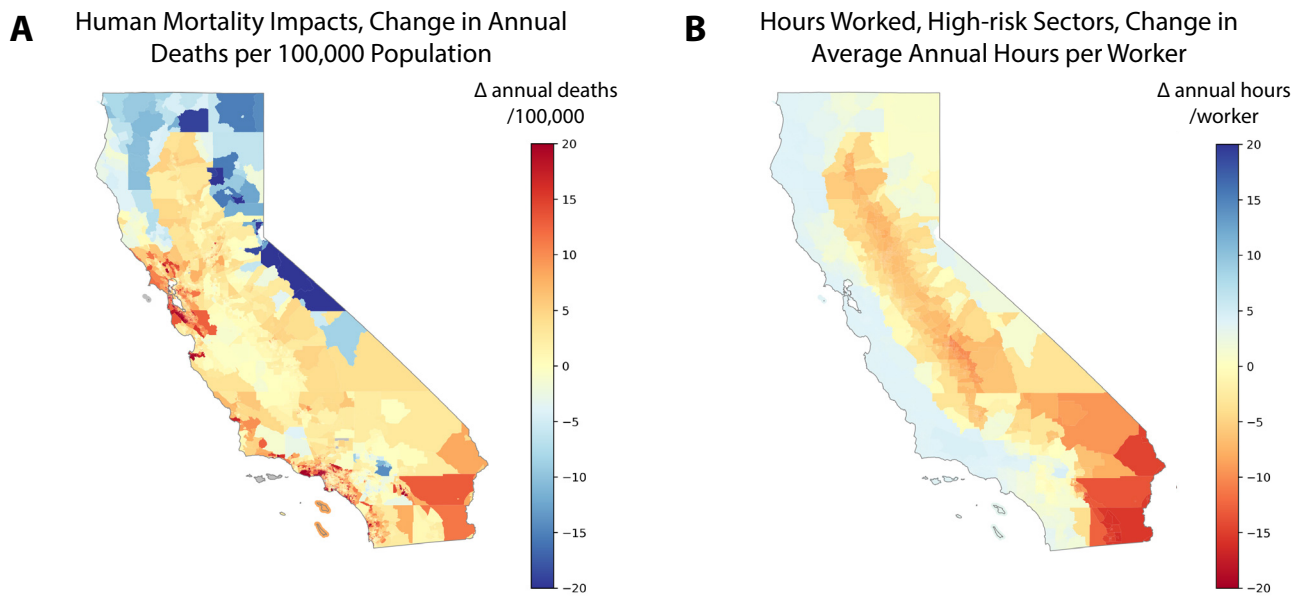 A
Human Mortality Impacts, Change in Annual
Deaths per 100,000 Population
Δ annual deaths
/100,000
20
15
10
5
0
−5
−10
−15
−20
B
Hours Worked, High-risk Sectors, Change in
Average Annual Hours per Worker
Δ annual hours
/worker
20
15
10
5
0
−5
−10
−15
−20